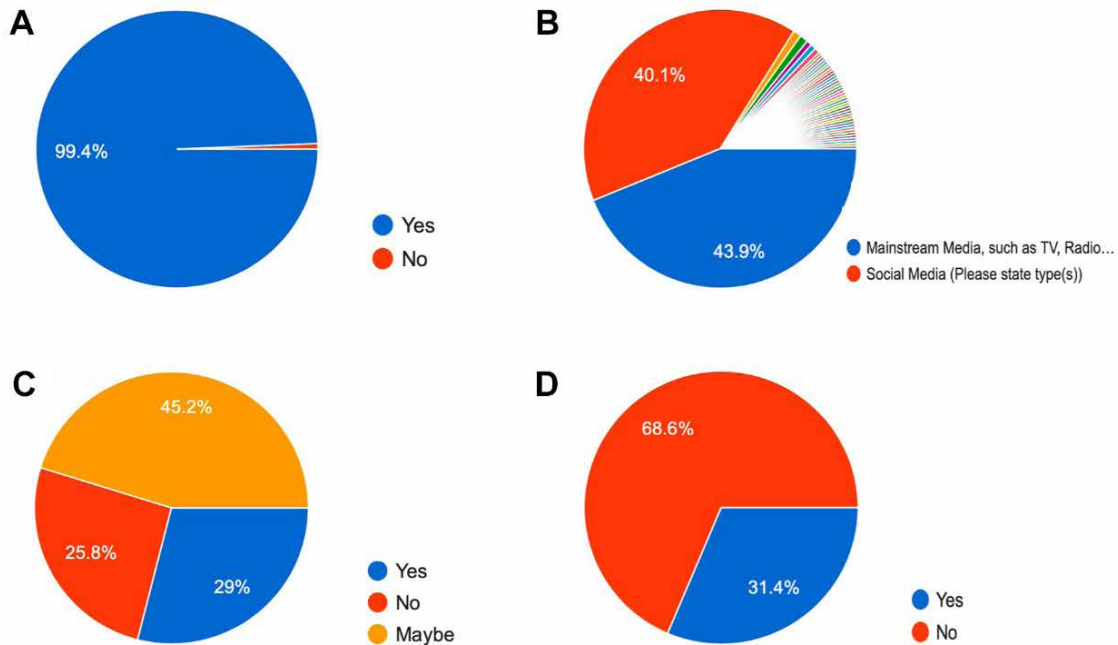 A
99.4%
Yes
No
B
40.1%
43.9%
Mainstream Media, such as TV, Radio…
Social Media (Please state type(s))
C
45.2%
25.8%
29%
Yes
No
Maybe
D
68.6%
31.4%
Yes
No